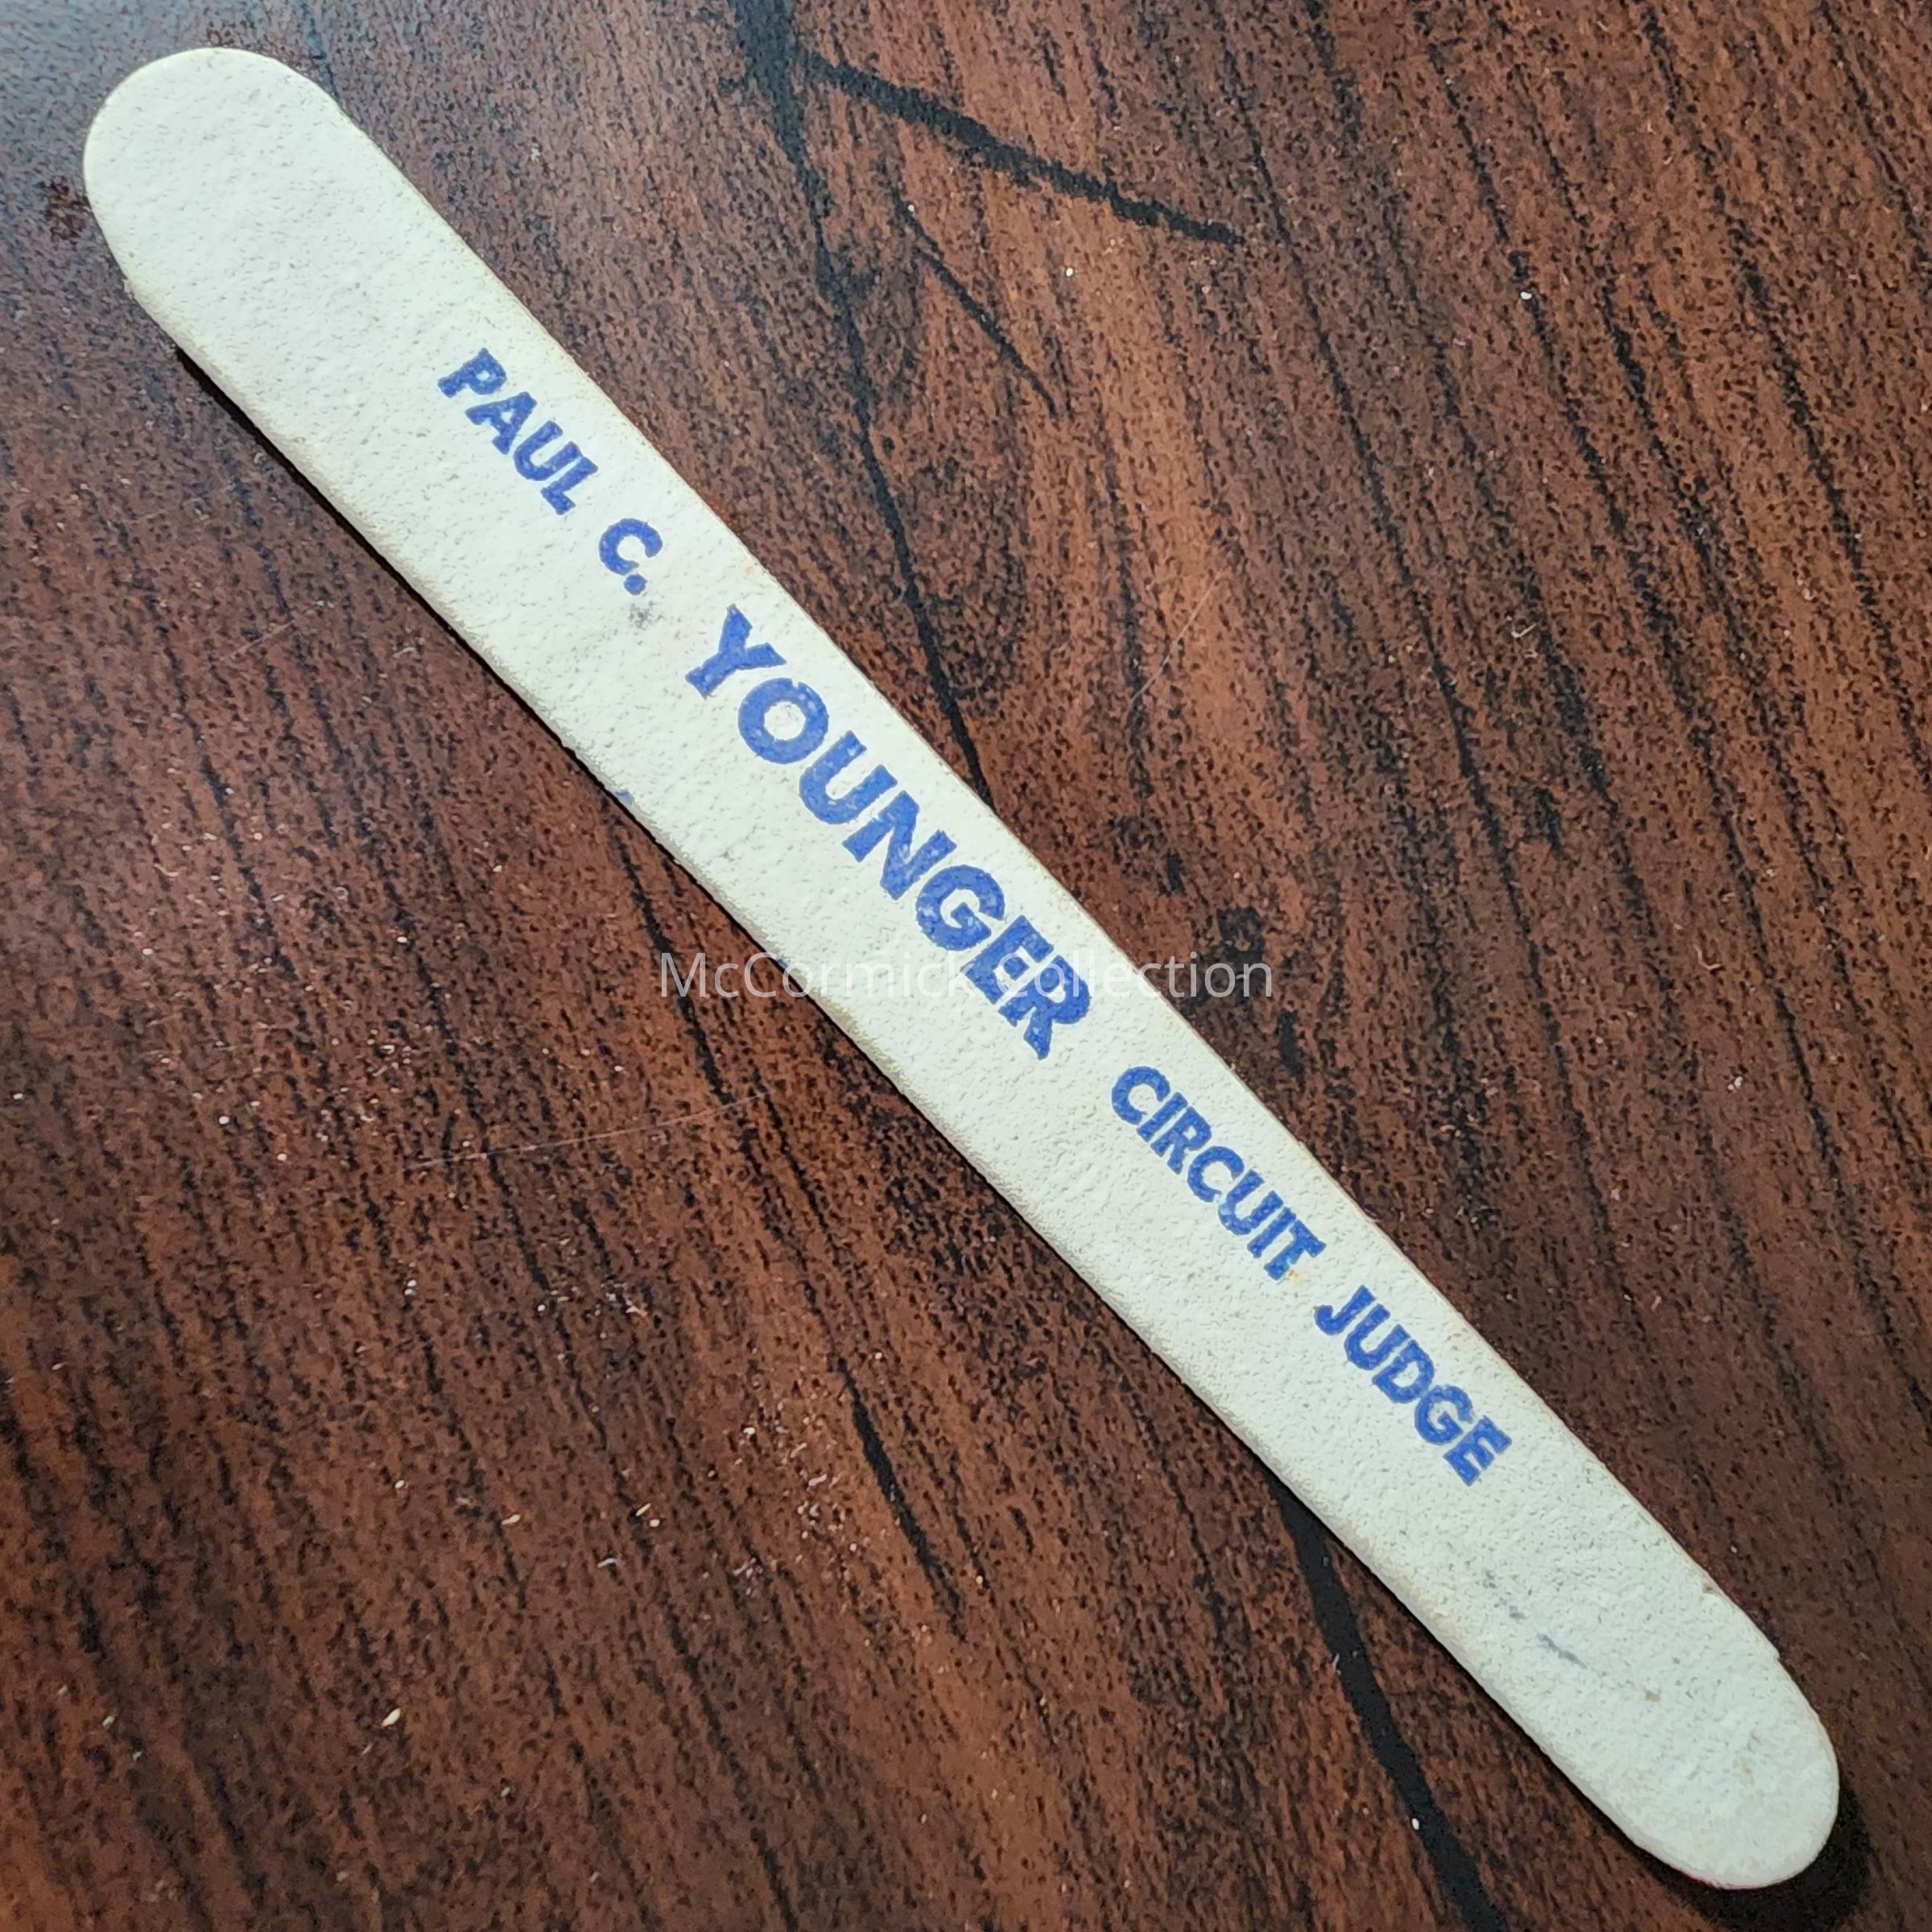 PAUL C. YOUNGER CIRCUIT JUDGE
McCormick Collection